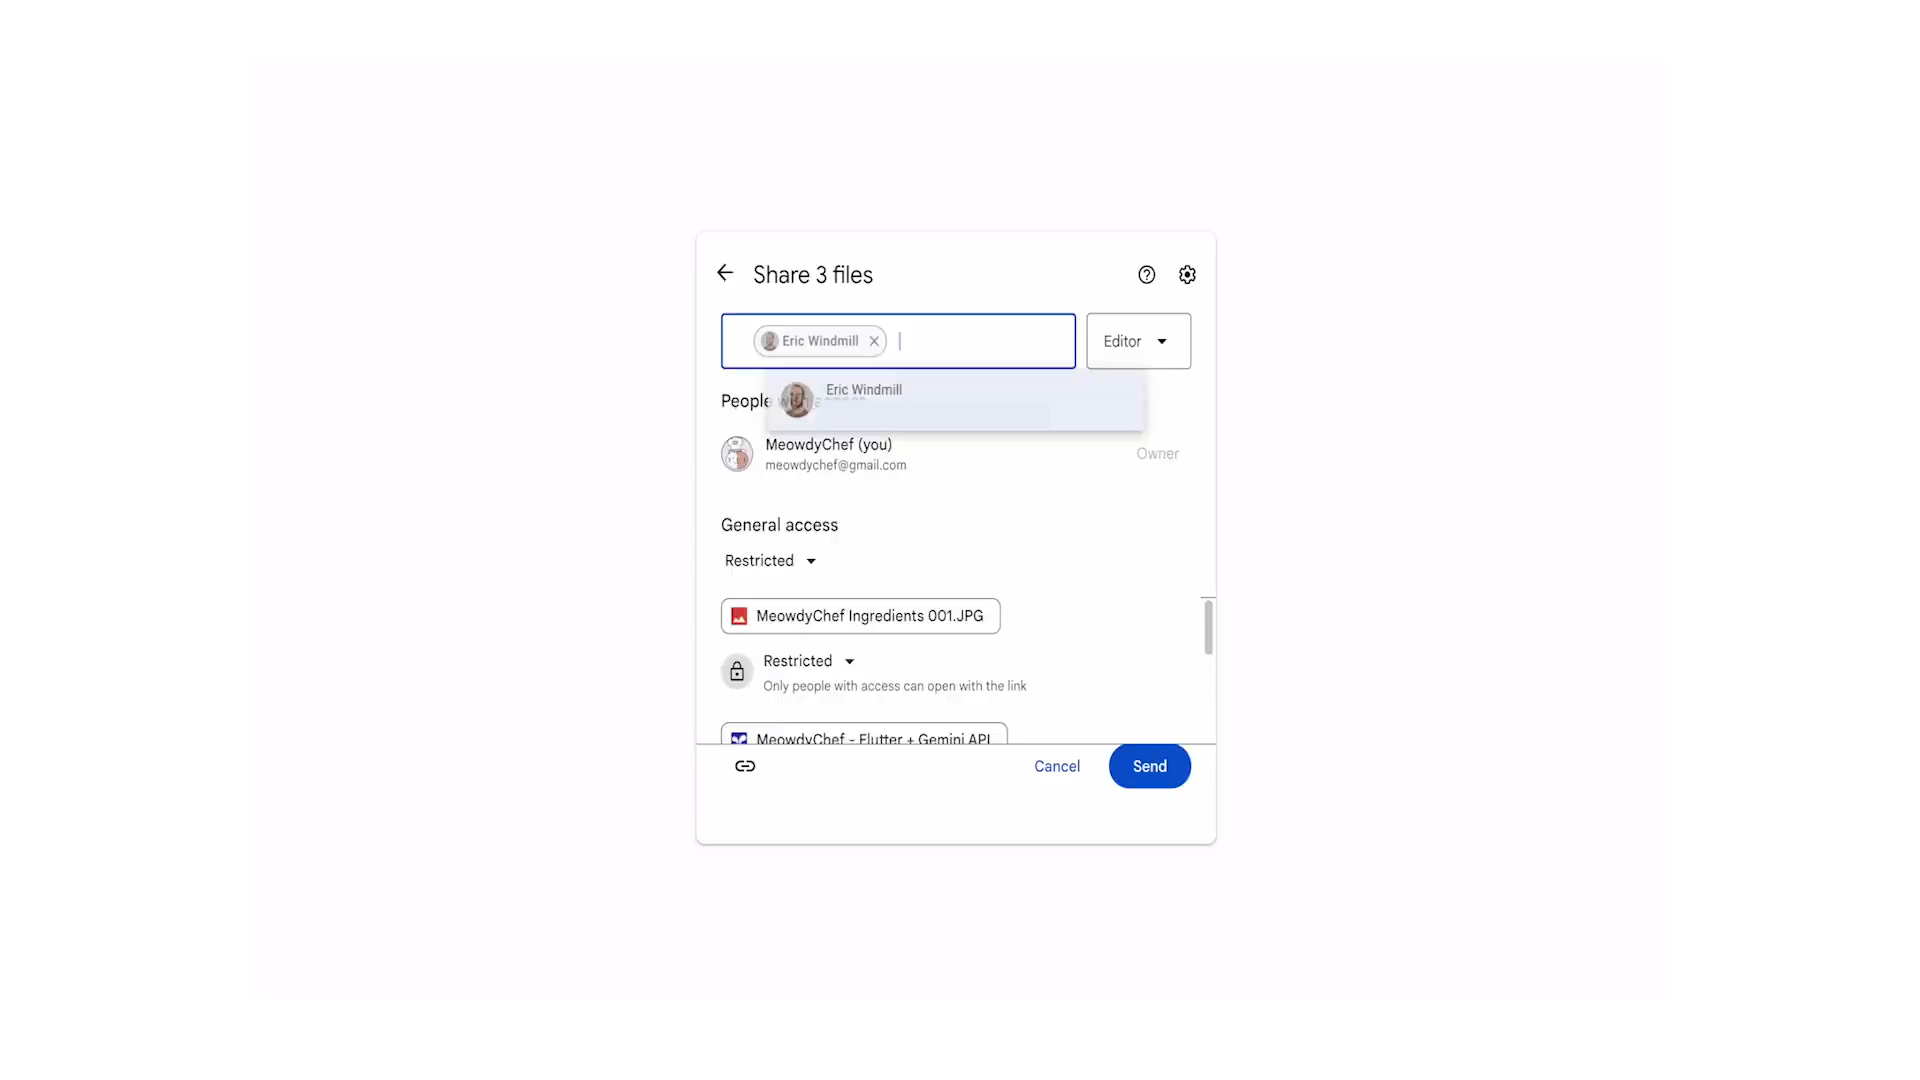 Share 3 files
Eric Windmill
Editor
Eric Windmill
People
MeowdyChef (you)
meowdychef@gmail.com
Owner
General access
Restricted
MeowdyChef Ingredients 001.JPG
Restricted
Only people with access can open with the link
MeowdyChef - Flutter + Gemini API
Cancel
Send